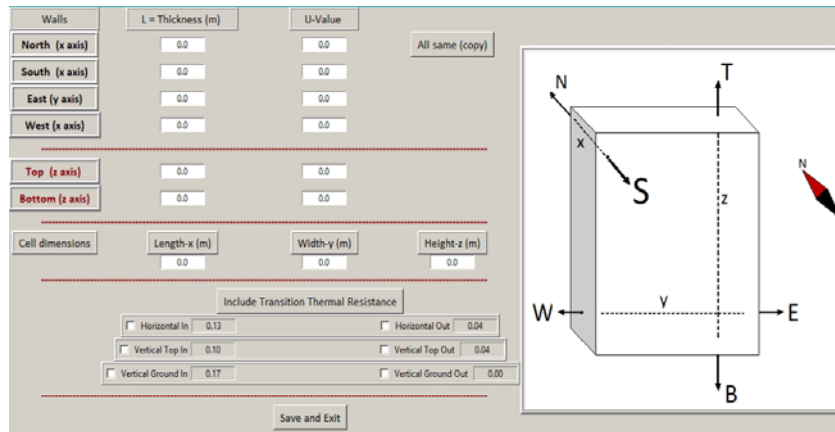 Walls L = Thickness (m) U-Value
North (x axis) 0.0 0.0 All same (copy)
South (x axis) 0.0 0.0
East (y axis) 0.0 0.0
West (x axis) 0.0 0.0
Top (z axis) 0.0 0.0
Bottom (z axis) 0.0 0.0
Cell dimensions Length-x (m) Width-y (m) Height-z (m)
0.0 0.0 0.0
Include Transition Thermal Resistance
Horizontal In 0.13 Horizontal Out 0.04
Vertical Top In 0.10 Vertical Top Out 0.04
Vertical Ground In 0.17 Vertical Ground Out 0.00
Save and Exit
T
N
x
S
z
N
W
y
E
B